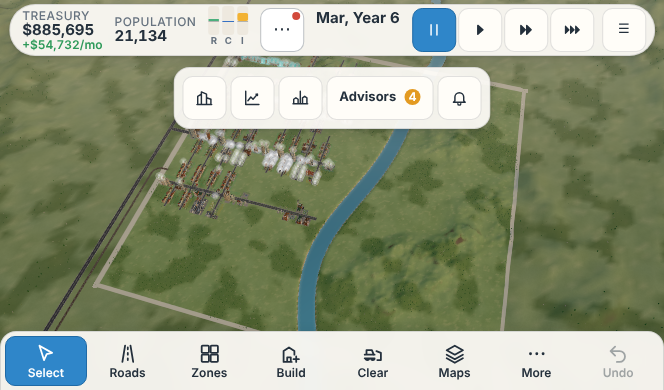 TREASURY
$885,695
+$54,732/mo
POPULATION
21,134
R C I
Mar, Year 6
Advisors 4
Select
Roads
Zones
Build
Clear
Maps
More
Undo